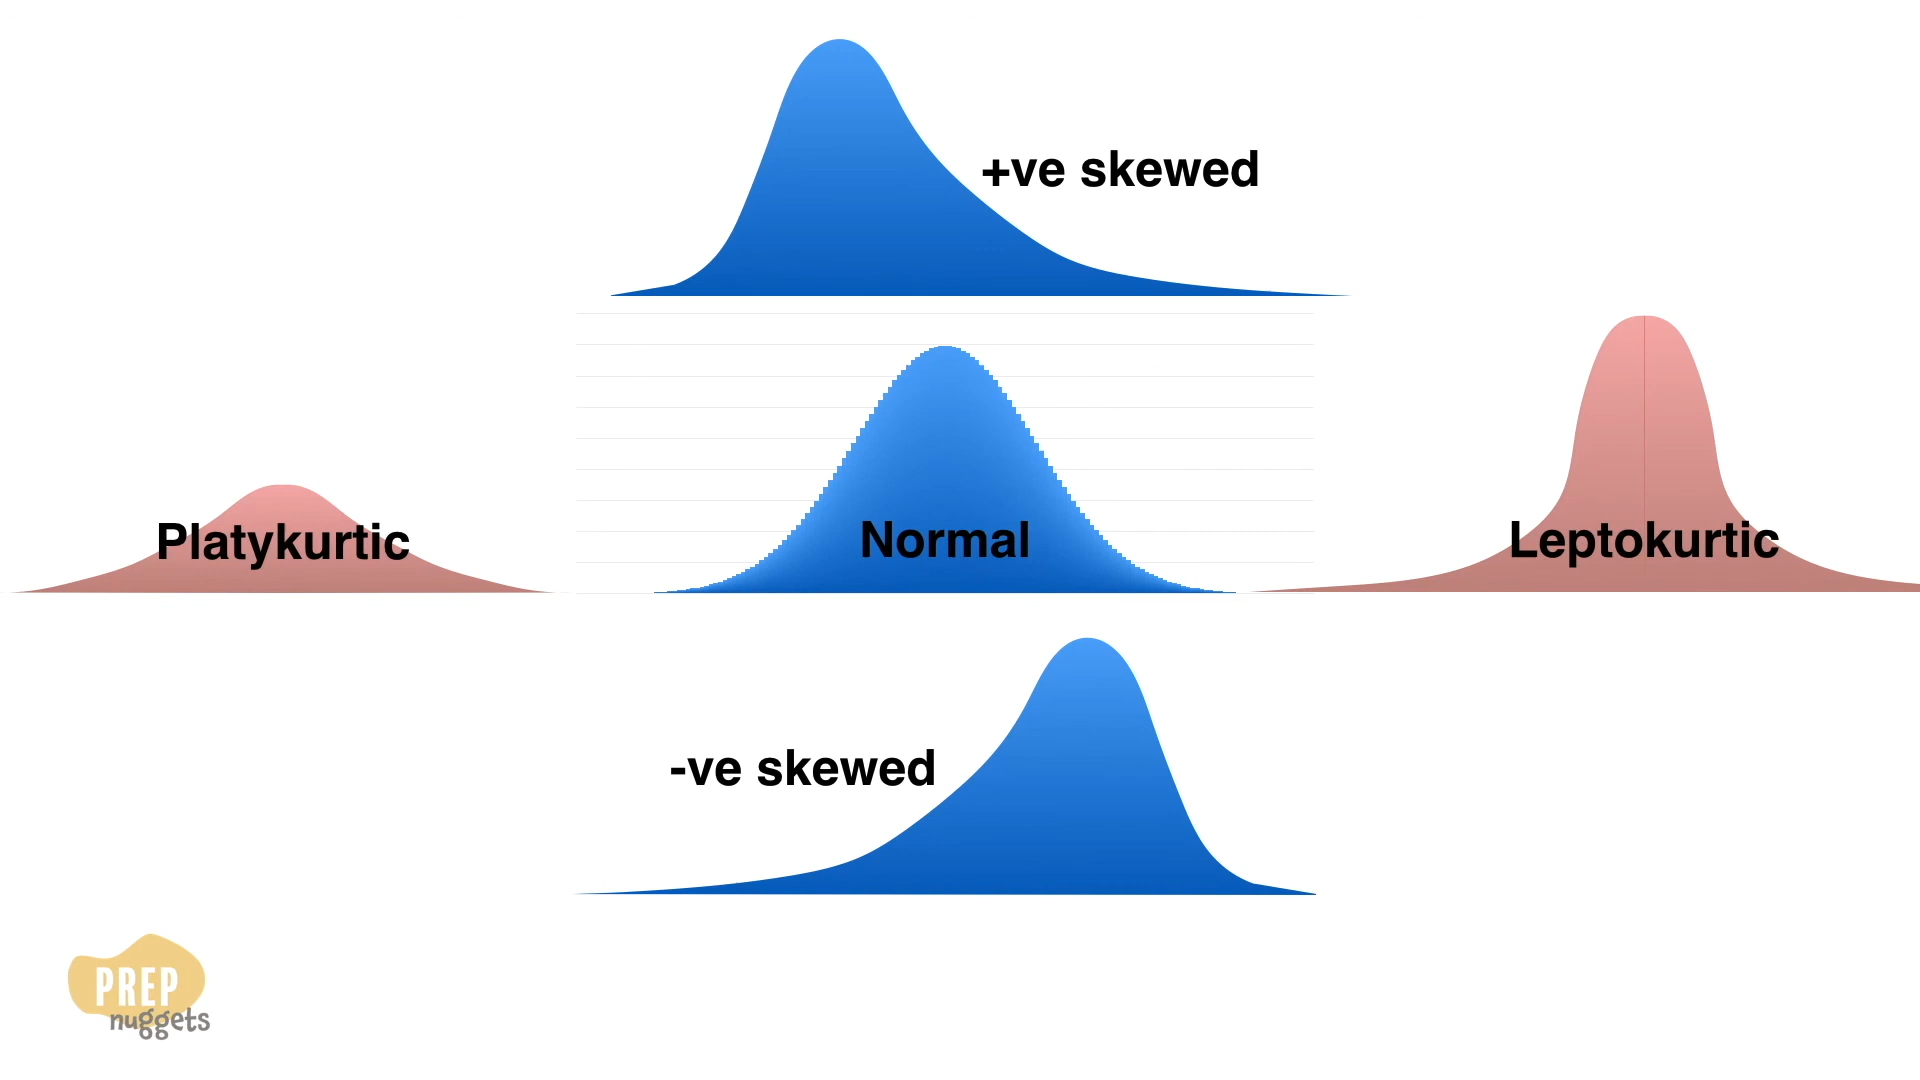 +ve skewed
Platykurtic
Normal
Leptokurtic
-ve skewed
PREP
nuggets